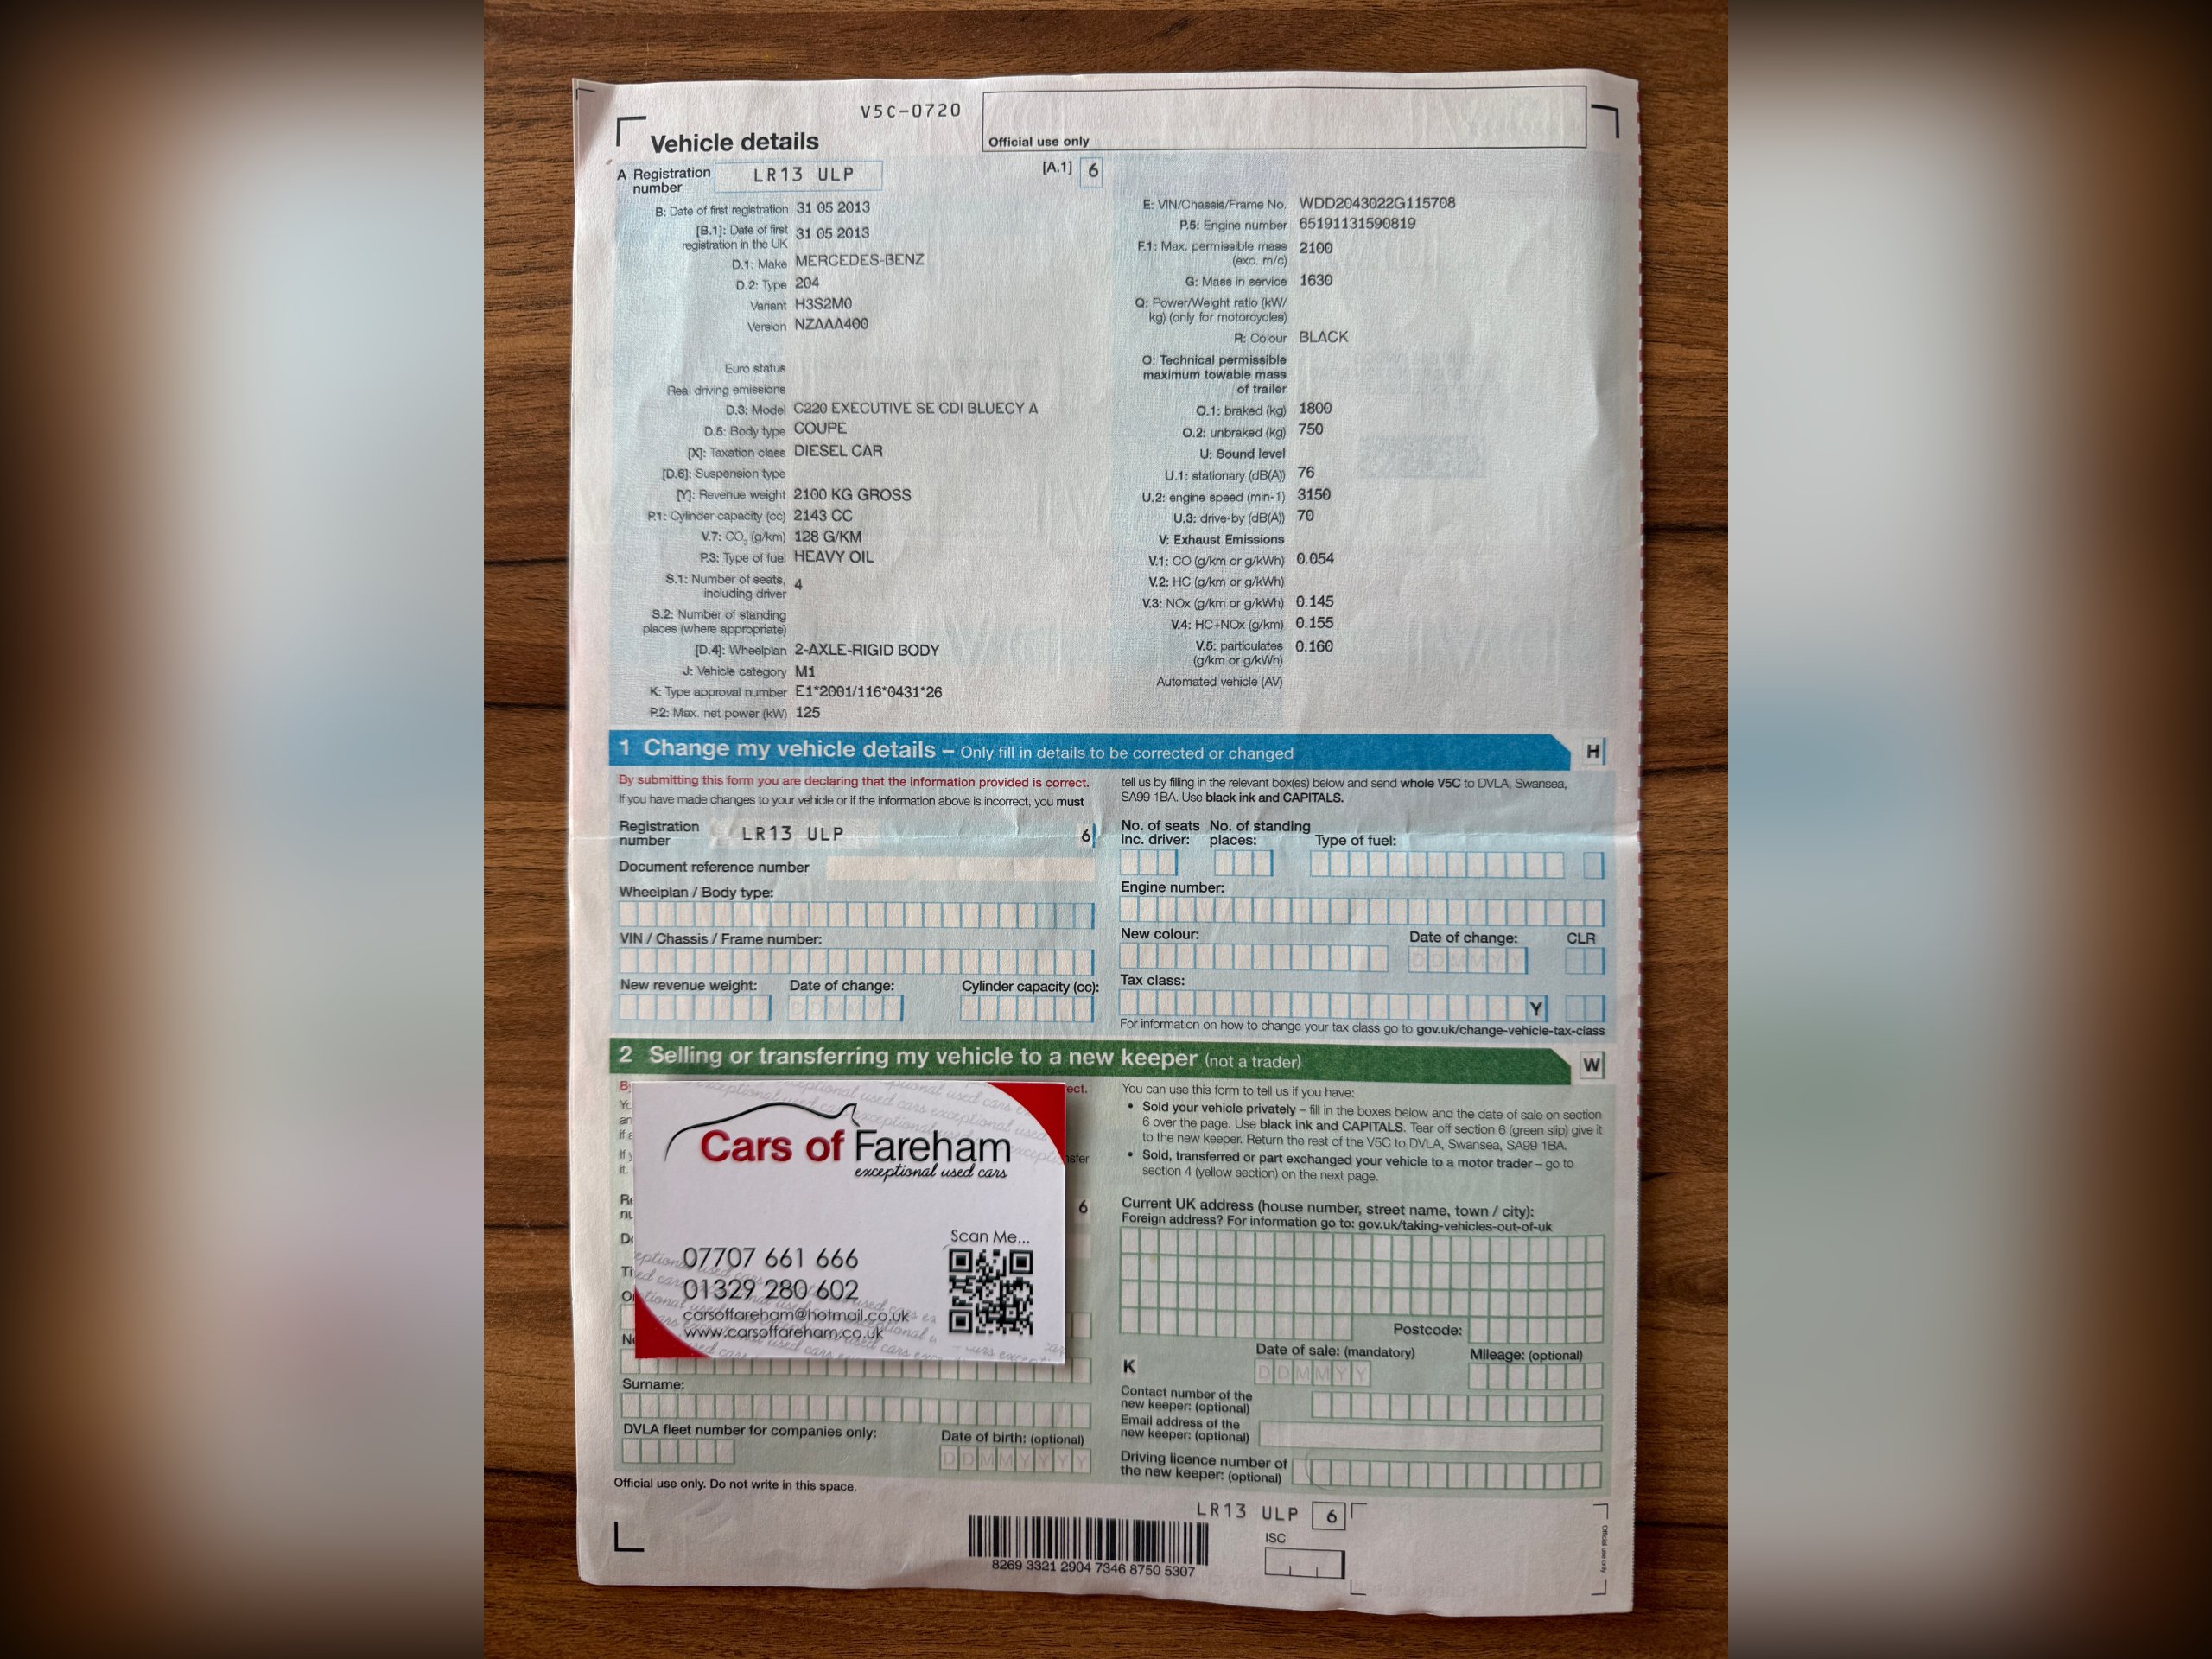 V5C-0720
Official use only
Vehicle details
A Registration number LR13 ULP
[A.1] 6
B: Date of first registration 31 05 2013
[B.1]: Date of first registration in the UK 31 05 2013
D.1: Make MERCEDES-BENZ
D.2: Type 204
Variant H3S2M0
Version NZAAA400
Euro status
Real driving emissions
D.3: Model C220 EXECUTIVE SE CDI BLUECY A
D.5: Body type COUPE
[X]: Taxation class DIESEL CAR
[D.6]: Suspension type
[Y]: Revenue weight 2100 KG GROSS
P.1: Cylinder capacity (cc) 2143 CC
V.7: CO₂ (g/km) 128 G/KM
P.3: Type of fuel HEAVY OIL
S.1: Number of seats, including driver 4
S.2: Number of standing places (where appropriate)
[D.4]: Wheelplan 2-AXLE-RIGID BODY
J: Vehicle category M1
K: Type approval number E1*2001/116*0431*26
P.2: Max. net power (kW) 125
E: VIN/Chassis/Frame No. WDD2043022G115708
P.5: Engine number 65191131590819
F.1: Max. permissible mass (exc. m/c) 2100
G: Mass in service 1630
Q: Power/Weight ratio (kW/kg) (only for motorcycles)
R: Colour BLACK
O: Technical permissible maximum towable mass of trailer
O.1: braked (kg) 1800
O.2: unbraked (kg) 750
U: Sound level
U.1: stationary (dB(A)) 76
U.2: engine speed (min-1) 3150
U.3: drive-by (dB(A)) 70
V: Exhaust Emissions
V.1: CO (g/km or g/kWh) 0.054
V.2: HC (g/km or g/kWh)
V.3: NOx (g/km or g/kWh) 0.145
V.4: HC+NOx (g/km) 0.155
V.5: particulates (g/km or g/kWh) 0.160
Automated vehicle (AV)
1 Change my vehicle details – Only fill in details to be corrected or changed
H
By submitting this form you are declaring that the information provided is correct.
If you have made changes to your vehicle or if the information above is incorrect, you must
tell us by filling in the relevant box(es) below and send whole V5C to DVLA, Swansea,
SA99 1BA. Use black ink and CAPITALS.
Registration number LR13 ULP 6
Document reference number
Wheelplan / Body type:
VIN / Chassis / Frame number:
New revenue weight: Date of change: Cylinder capacity (cc):
DDMMYY
No. of seats inc. driver: No. of standing places: Type of fuel:
Engine number:
New colour: Date of change: CLR
DDMMYY
Tax class:
Y
For information on how to change your tax class go to gov.uk/change-vehicle-tax-class
2 Selling or transferring my vehicle to a new keeper (not a trader)
W
ect.
Cars of Fareham
exceptional used cars
Scan Me...
07707 661 666
01329 280 602
carsoffareham@hotmail.co.uk
www.carsoffareham.co.uk
6
Surname:
DVLA fleet number for companies only: Date of birth: (optional)
DDMMYYYY
You can use this form to tell us if you have:
• Sold your vehicle privately – fill in the boxes below and the date of sale on section
6 over the page. Use black ink and CAPITALS. Tear off section 6 (green slip) give it
to the new keeper. Return the rest of the V5C to DVLA, Swansea, SA99 1BA.
• Sold, transferred or part exchanged your vehicle to a motor trader – go to
section 4 (yellow section) on the next page.
Current UK address (house number, street name, town / city):
Foreign address? For information go to: gov.uk/taking-vehicles-out-of-uk
Postcode:
K
Date of sale: (mandatory) Mileage: (optional)
DDMMYY
Contact number of the new keeper: (optional)
Email address of the new keeper: (optional)
Driving licence number of the new keeper: (optional)
Official use only. Do not write in this space.
LR13 ULP 6
ISC
8269 3321 2904 7346 8750 5307
Official use only